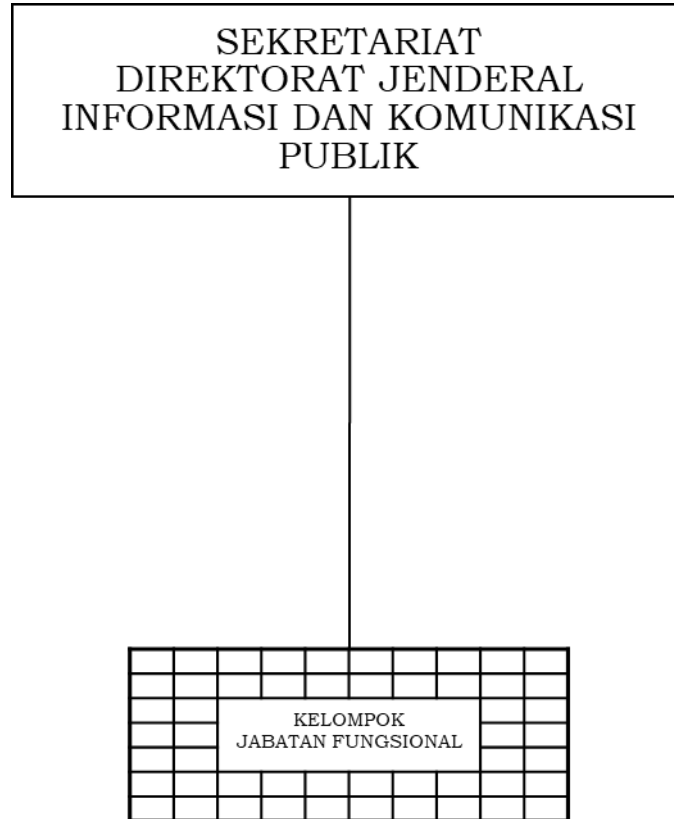 SEKRETARIAT
DIREKTORAT JENDERAL
INFORMASI DAN KOMUNIKASI
PUBLIK
KELOMPOK
JABATAN FUNGSIONAL